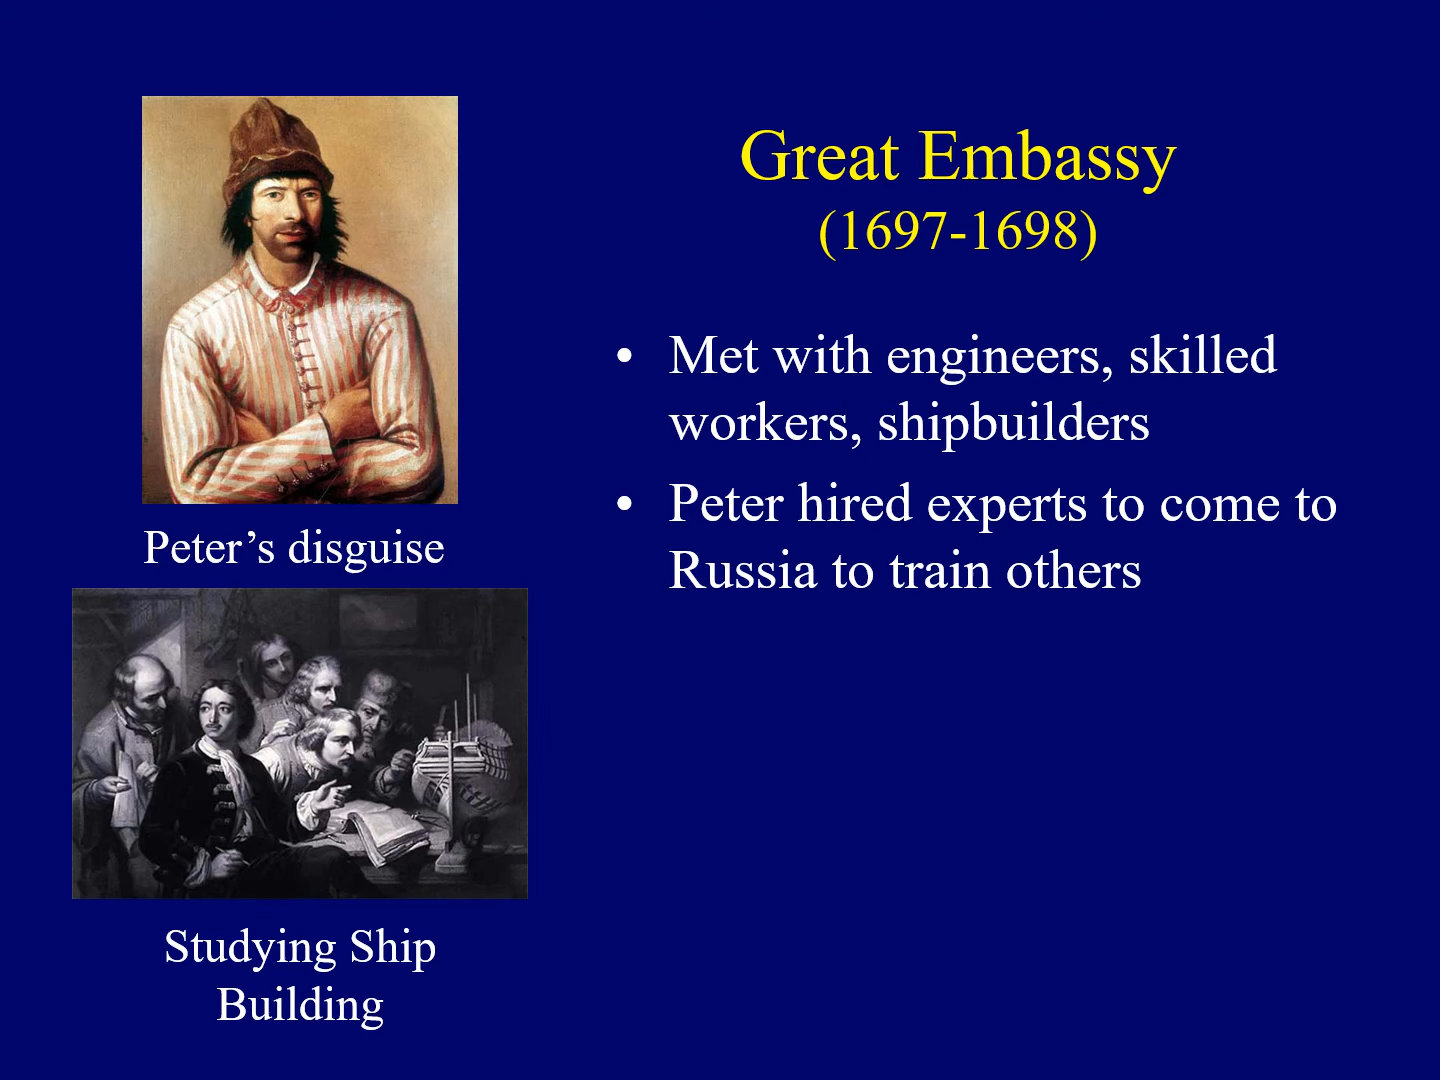 Great Embassy
(1697-1698)
• Met with engineers, skilled
workers, shipbuilders
• Peter hired experts to come to
Russia to train others
Peter’s disguise
Studying Ship
Building